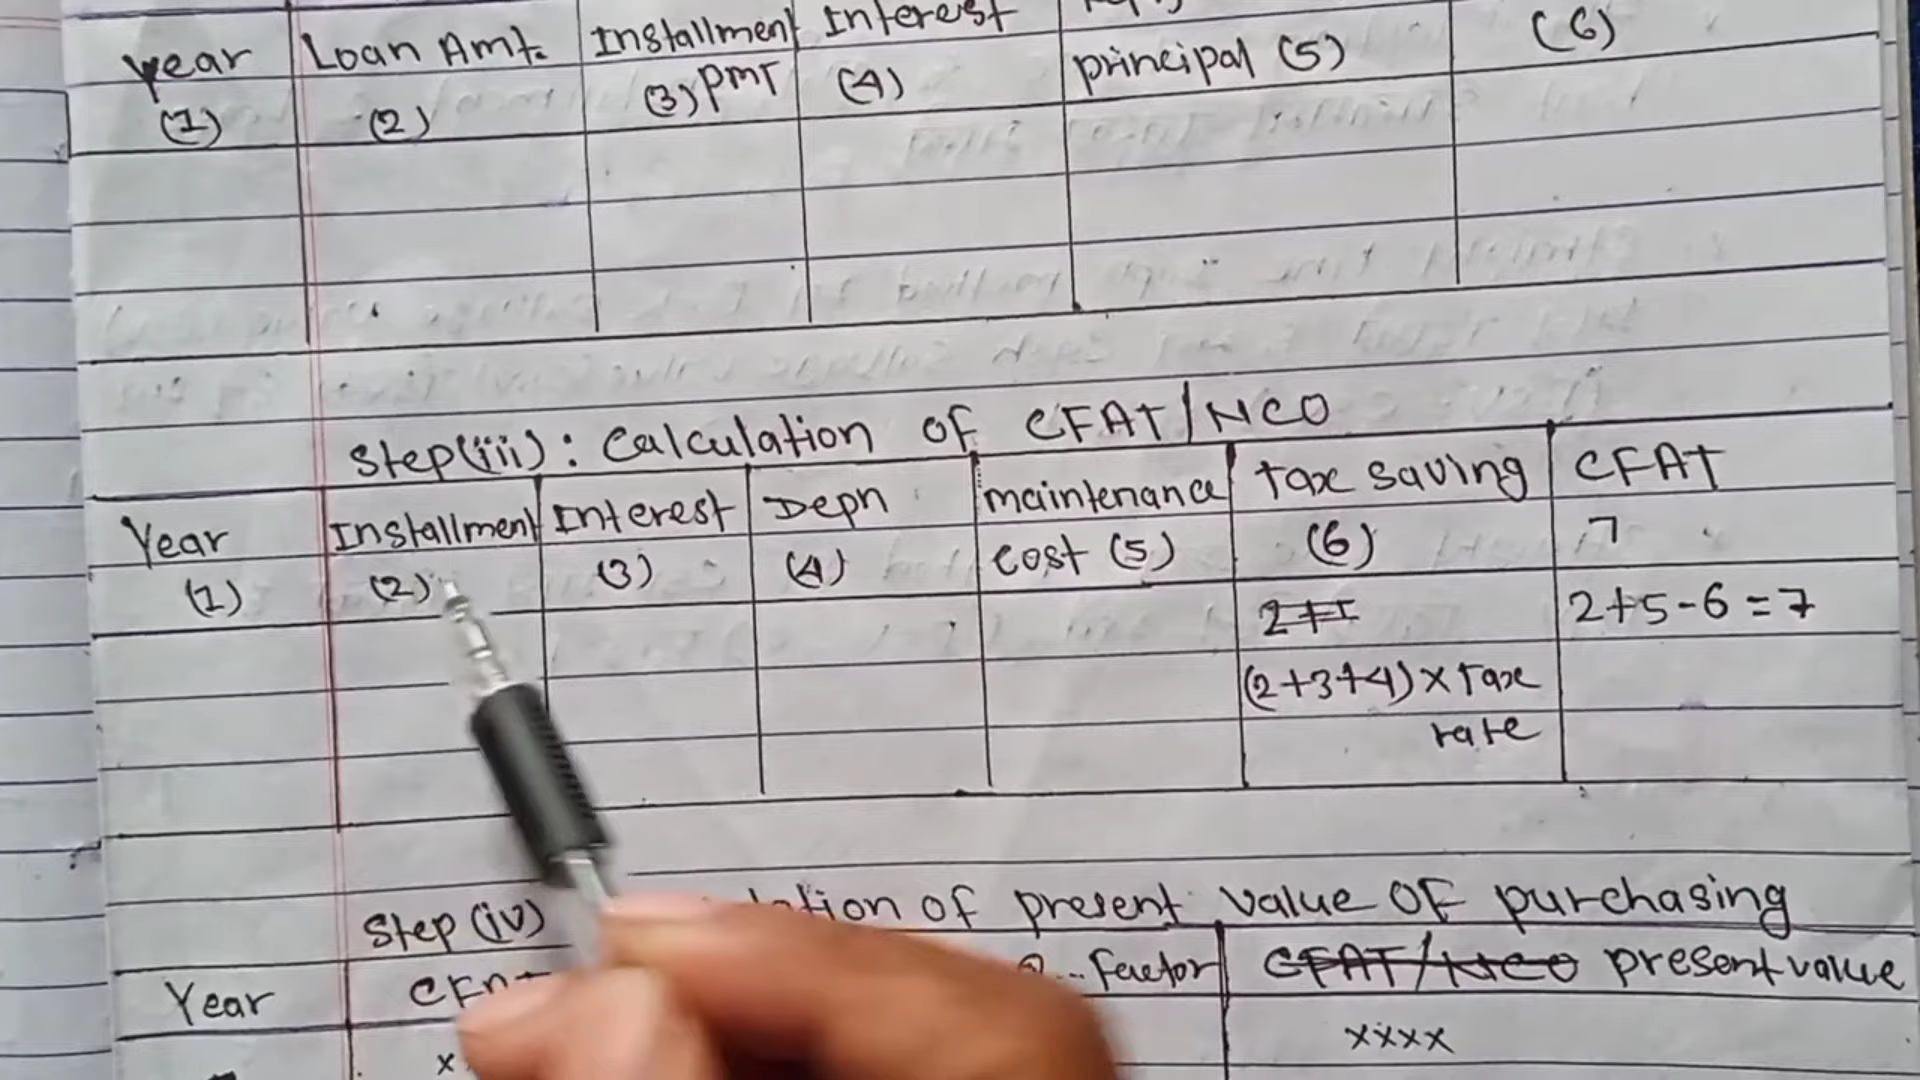 Year Loan Amt. Installment Interest
(1) (2) (3) PMT (4) principal (5) (6)
Step(iii): Calculation of CFAT/NCO
Year Installment Interest Depn maintenance Tax saving CFAT
(1) (2) (3) (4) cost (5) (6) 7
2+I 2+5-6=7
(2+3+4)x Tax
rate
Step (iv) of present value OF purchasing
Year Factor CFAT/NCO present value
x xxxx